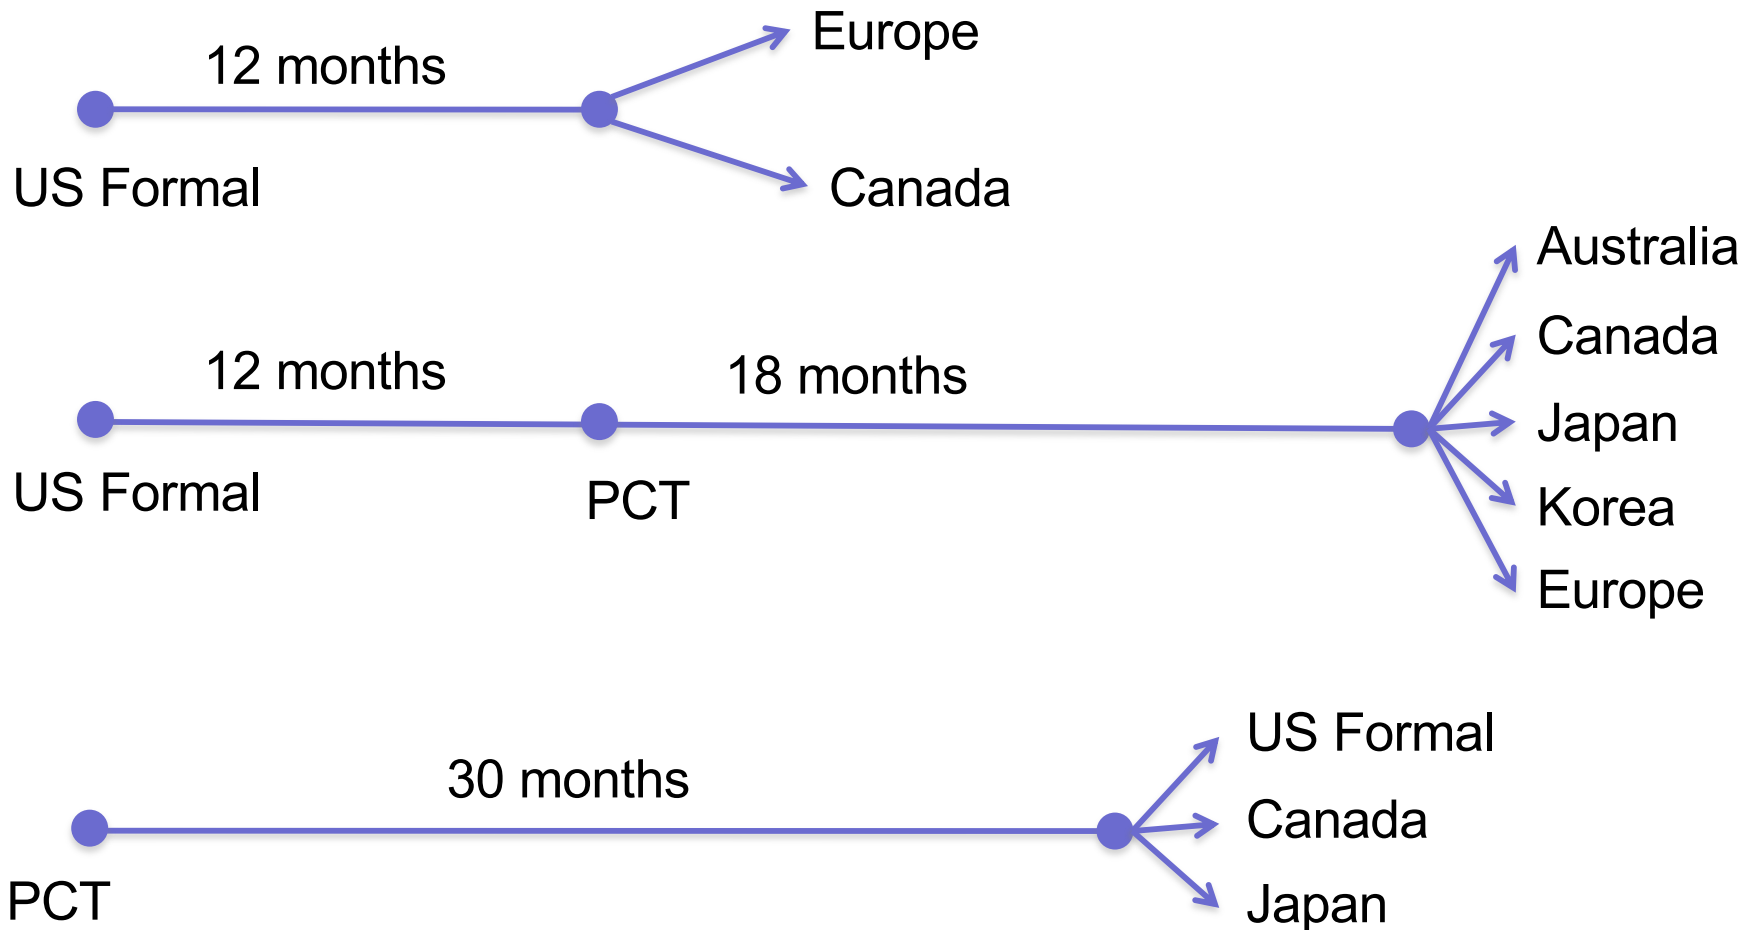 Europe
12 months
US Formal
Canada
Australia
Canada
12 months
18 months
Japan
US Formal
PCT
Korea
Europe
US Formal
30 months
Canada
PCT
Japan